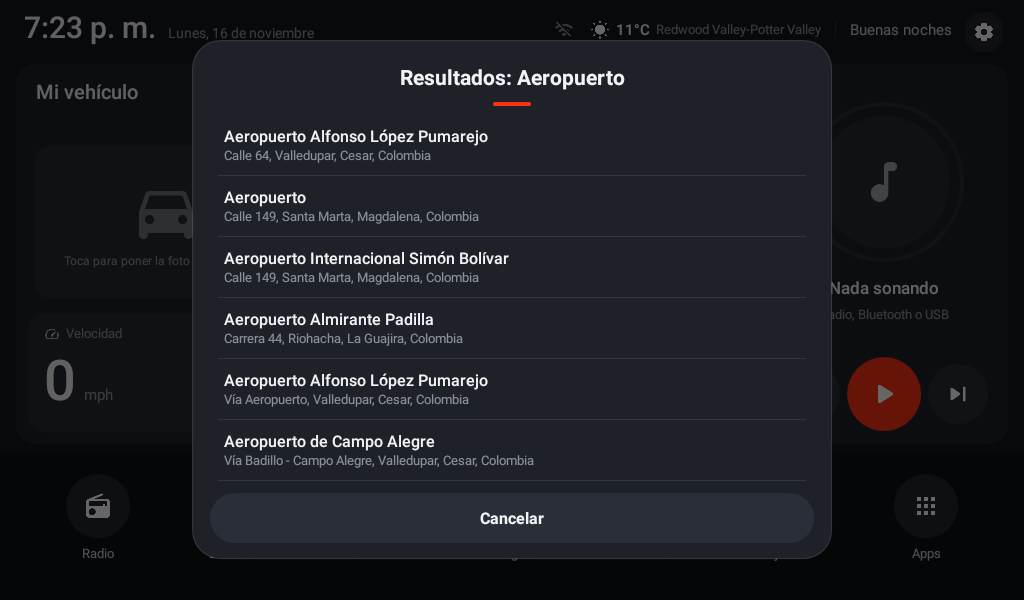 7:23 p. m.
Lunes, 16 de noviembre
11°C
Redwood Valley-Potter Valley
Buenas noches
Mi vehículo
Toca para poner la foto
Velocidad
0 mph
Resultados: Aeropuerto
Aeropuerto Alfonso López Pumarejo
Calle 64, Valledupar, Cesar, Colombia
Aeropuerto
Calle 149, Santa Marta, Magdalena, Colombia
Aeropuerto Internacional Simón Bolívar
Calle 149, Santa Marta, Magdalena, Colombia
Aeropuerto Almirante Padilla
Carrera 44, Riohacha, La Guajira, Colombia
Aeropuerto Alfonso López Pumarejo
Vía Aeropuerto, Valledupar, Cesar, Colombia
Aeropuerto de Campo Alegre
Vía Badillo - Campo Alegre, Valledupar, Cesar, Colombia
Cancelar
Nada sonando
Bluetooth o USB
Radio
Apps